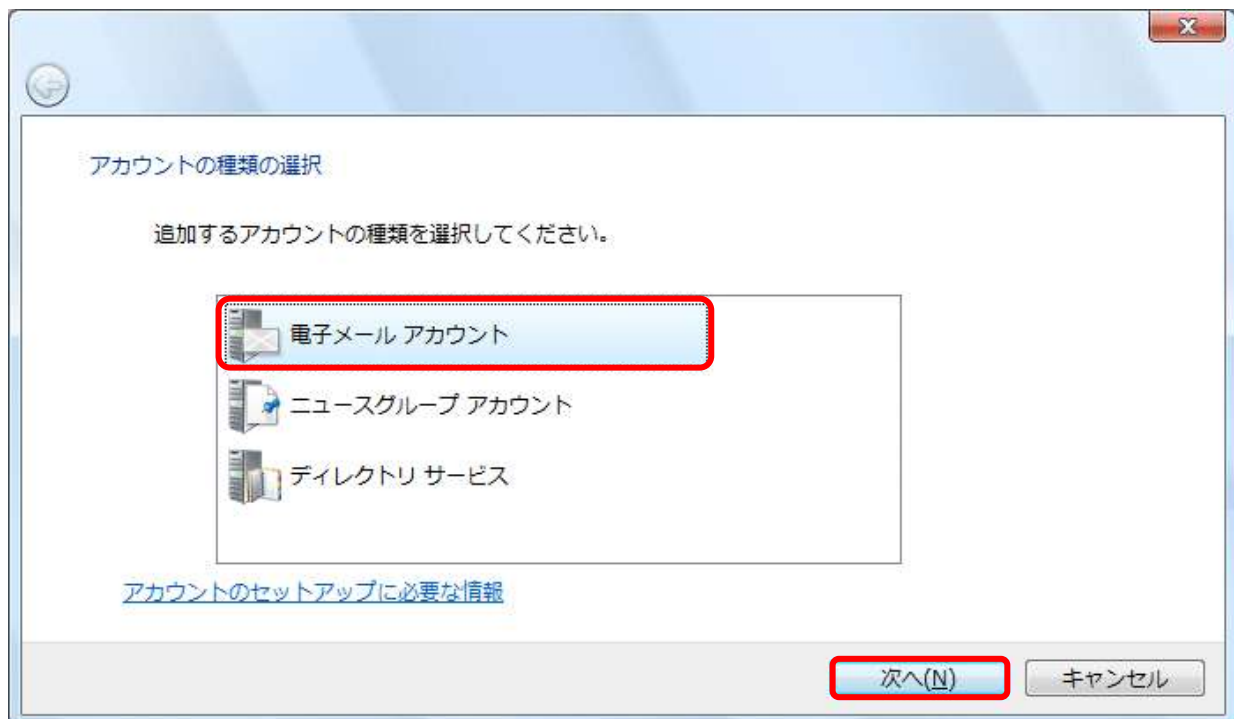 アカウントの種類の選択
追加するアカウントの種類を選択してください。
電子メール アカウント
ニュースグループ アカウント
ディレクトリ サービス
アカウントのセットアップに必要な情報
次へ(N)
キャンセル